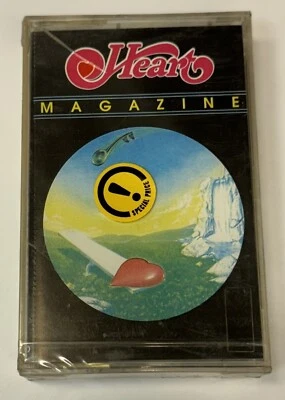 Heart
MAGAZINE
!
SPECIAL PRICE